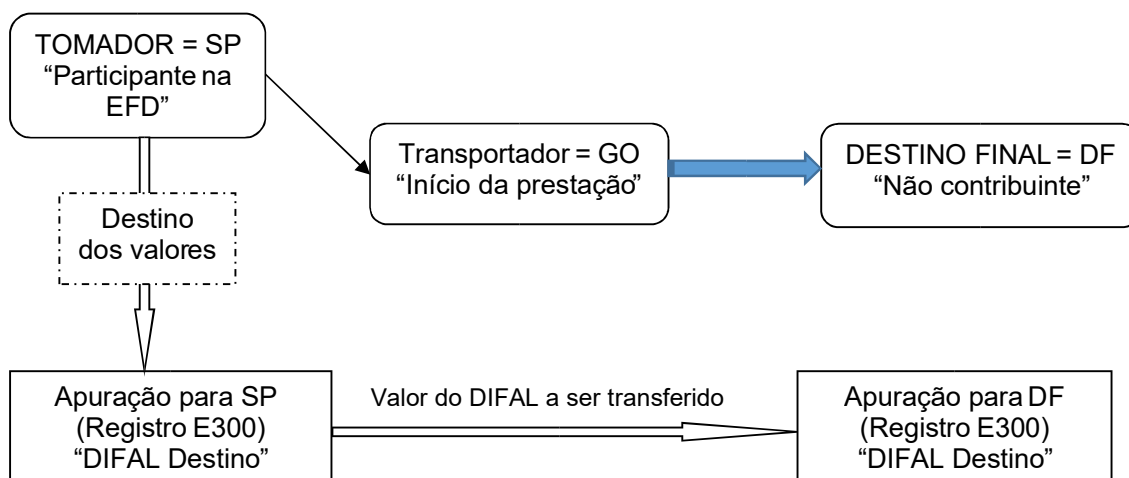 TOMADOR = SP
“Participante na
EFD”
Transportador = GO
“Início da prestação”
DESTINO FINAL = DF
“Não contribuinte”
Destino
dos valores
Apuração para SP
(Registro E300)
“DIFAL Destino”
Valor do DIFAL a ser transferido
Apuração para DF
(Registro E300)
“DIFAL Destino”